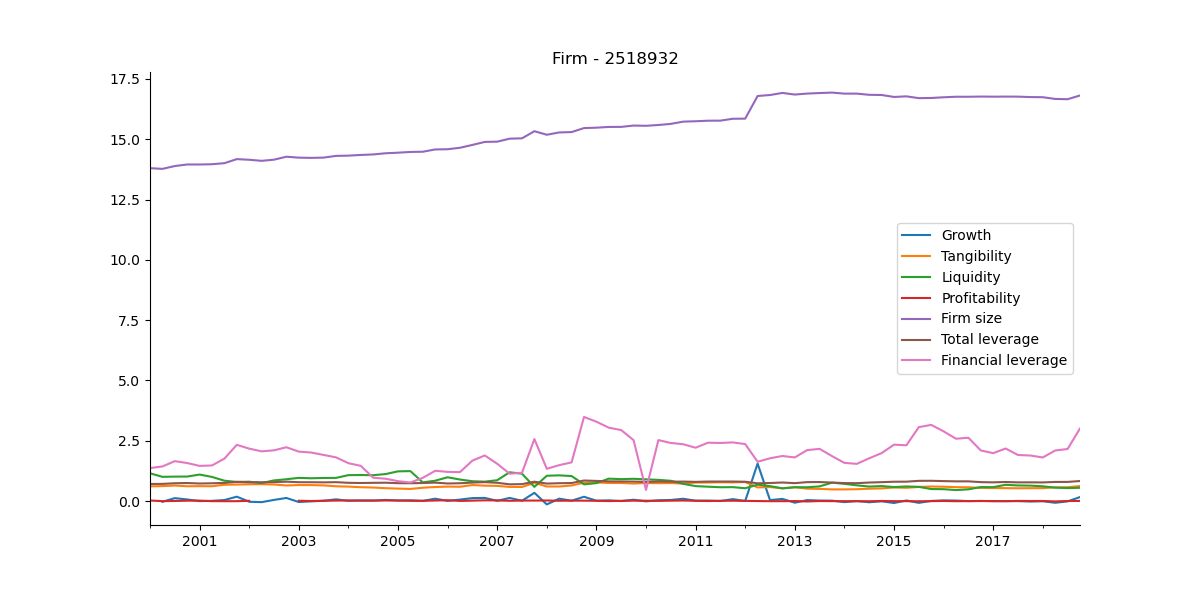 Firm - 2518932
17.5
15.0
12.5
10.0
7.5
5.0
2.5
0.0
Growth
Tangibility
Liquidity
Profitability
Firm size
Total leverage
Financial leverage
2001 2003 2005 2007 2009 2011 2013 2015 2017